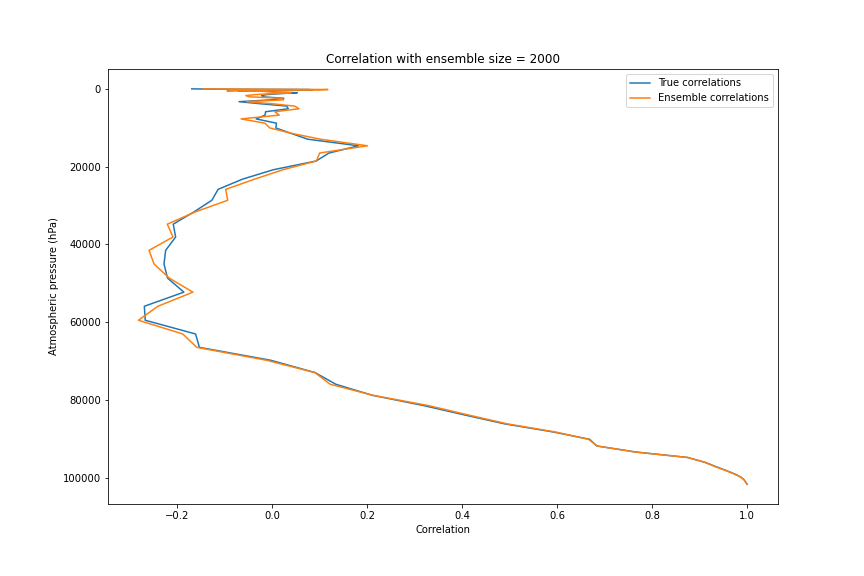 Correlation with ensemble size = 2000
True correlations
Ensemble correlations
0
20000
40000
60000
80000
100000
Atmospheric pressure (hPa)
−0.2 0.0 0.2 0.4 0.6 0.8 1.0
Correlation